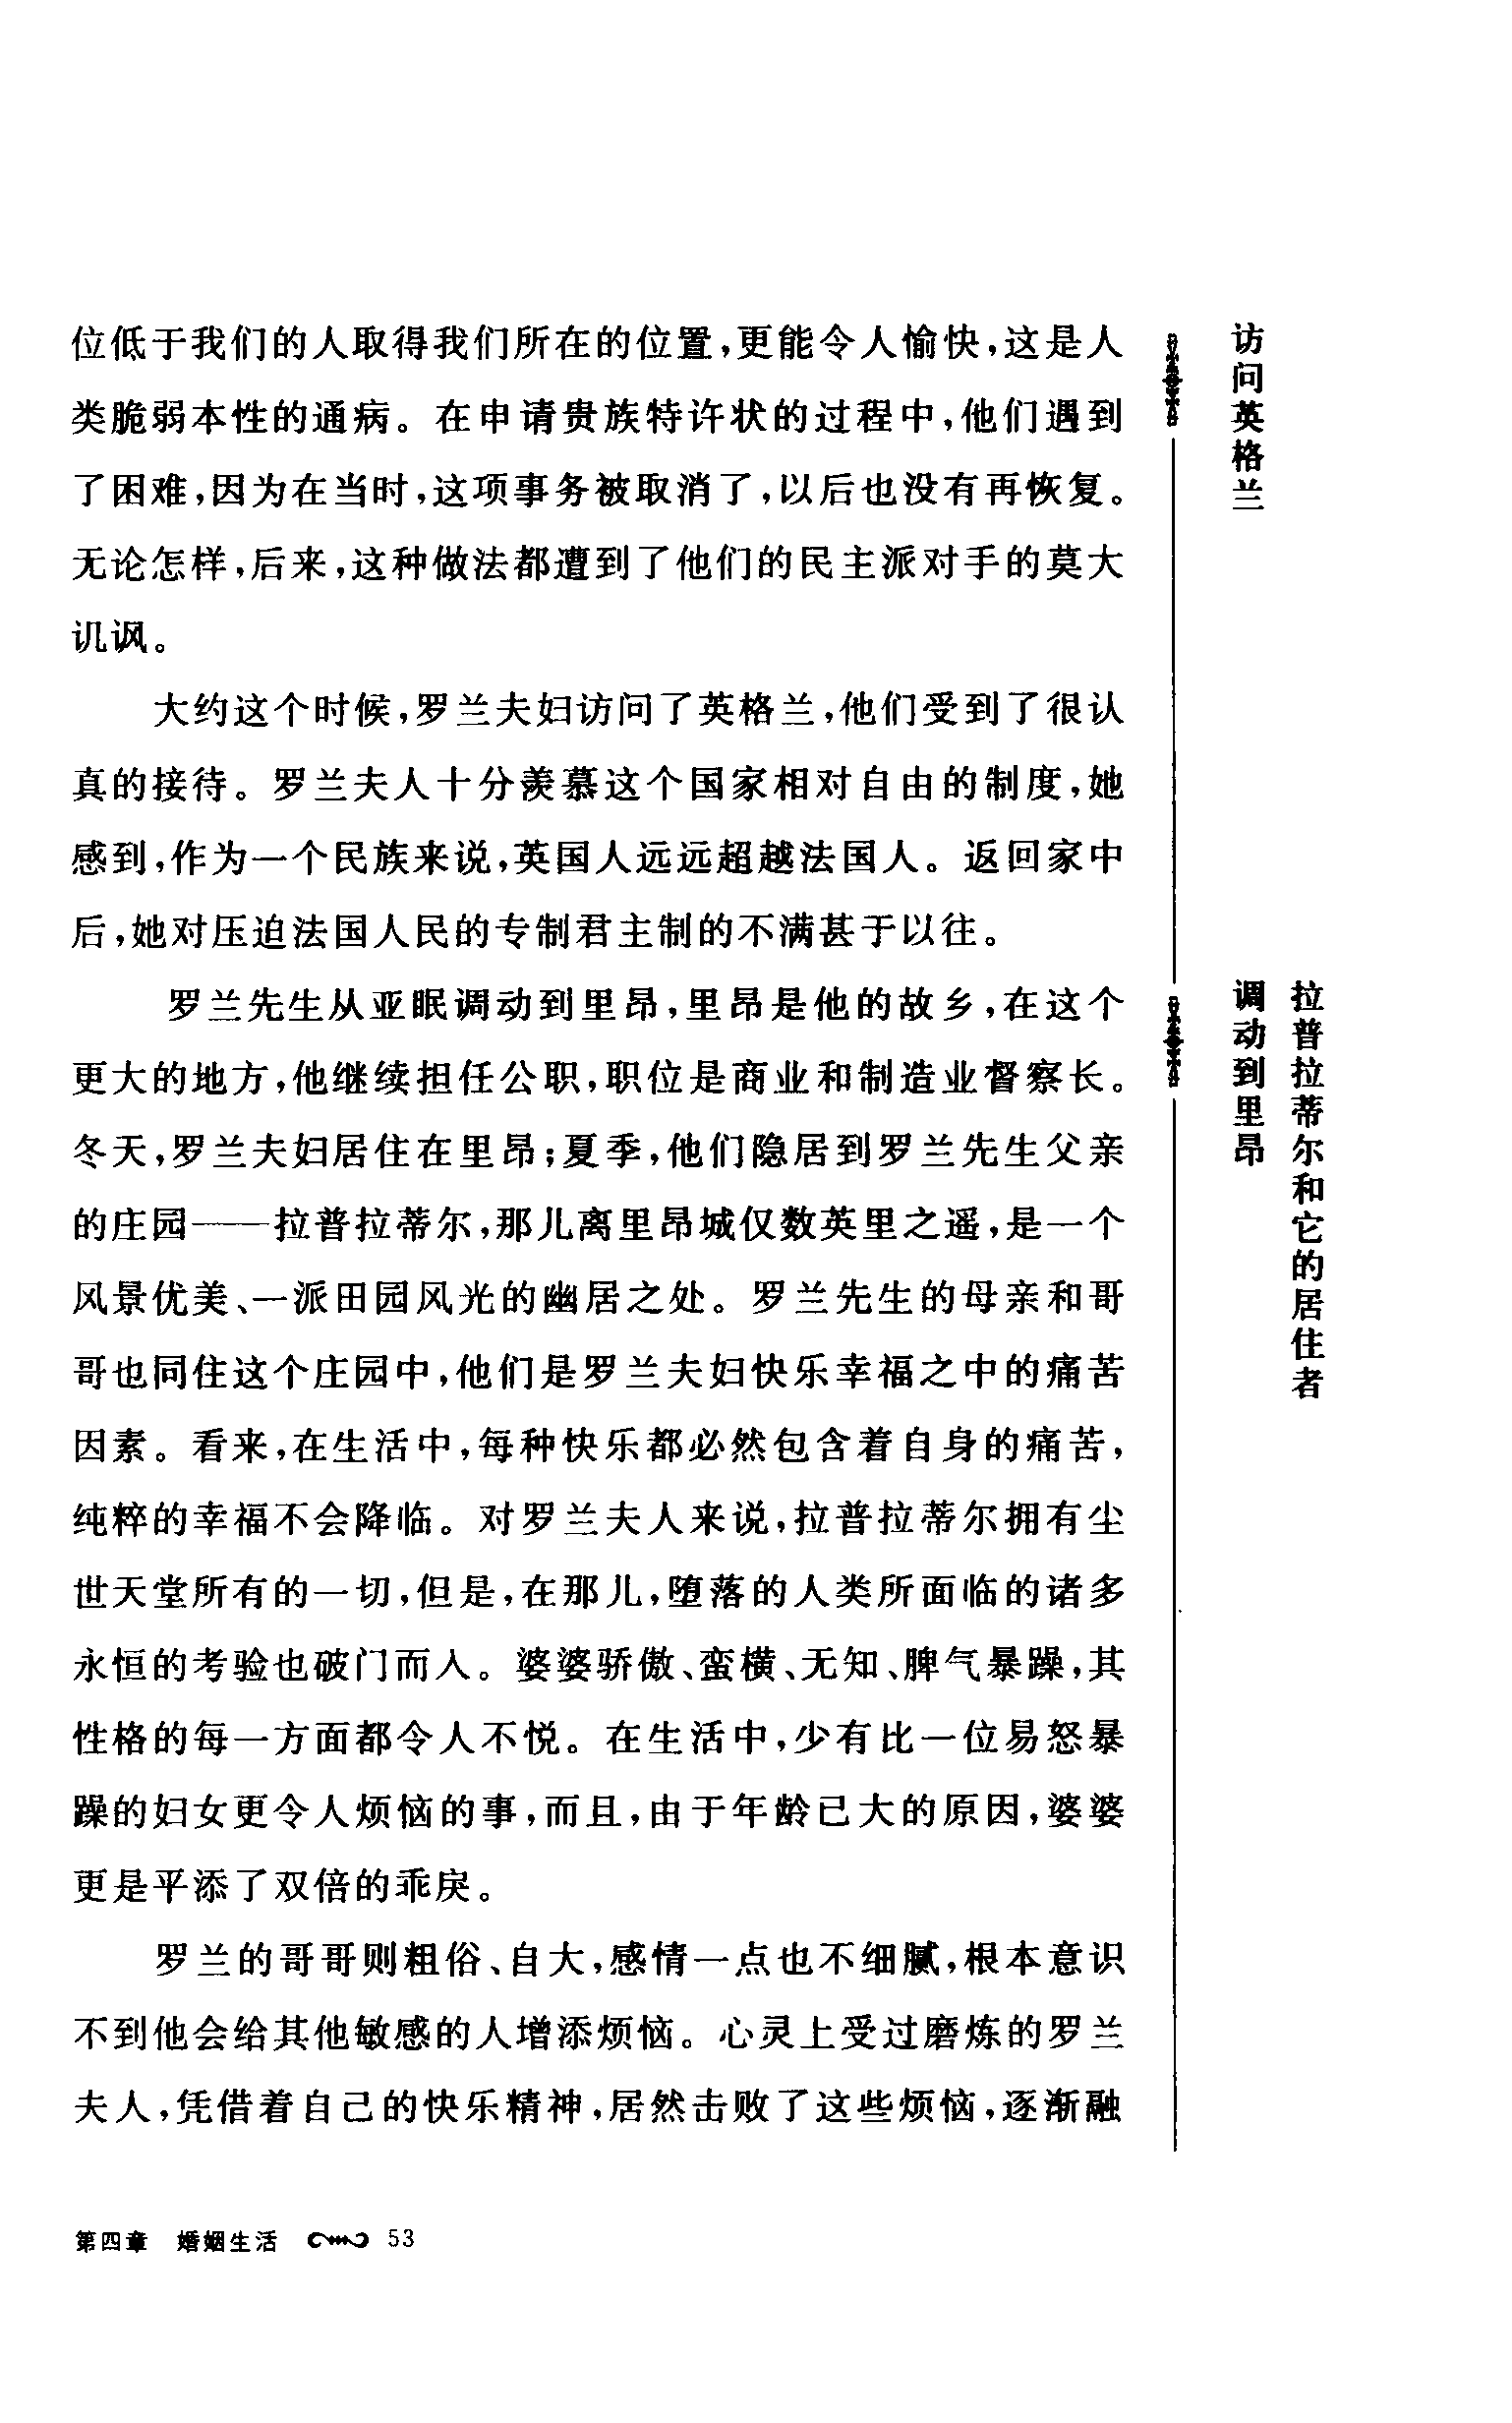 位低于我们的人取得我们所在的位置,更能令人愉快,这是人
类脆弱本性的通病。在申请贵族特许状的过程中,他们遇到
了困难,因为在当时,这项事务被取消了,以后也没有再恢复。
无论怎样,后来,这种做法都遭到了他们的民主派对手的莫大
讥讽。
大约这个时候,罗兰夫妇访问了英格兰,他们受到了很认
真的接待。罗兰夫人十分羡慕这个国家相对自由的制度,她
感到,作为一个民族来说,英国人远远超越法国人。返回家中
后,她对压迫法国人民的专制君主制的不满甚于以往。
罗兰先生从亚眠调动到里昂,里昂是他的故乡,在这个
更大的地方,他继续担任公职,职位是商业和制造业督察长。
冬天,罗兰夫妇居住在里昂;夏季,他们隐居到罗兰先生父亲
的庄园——拉普拉蒂尔,那儿离里昂城仅数英里之遥,是一个
风景优美、一派田园风光的幽居之处。罗兰先生的母亲和哥
哥也同住这个庄园中,他们是罗兰夫妇快乐幸福之中的痛苦
因素。看来,在生活中,每种快乐都必然包含着自身的痛苦,
纯粹的幸福不会降临。对罗兰夫人来说,拉普拉蒂尔拥有尘
世天堂所有的一切,但是,在那儿,堕落的人类所面临的诸多
永恒的考验也破门而入。婆婆骄傲、蛮横、无知、脾气暴躁,其
性格的每一方面都令人不悦。在生活中,少有比一位易怒暴
躁的妇女更令人烦恼的事,而且,由于年龄已大的原因,婆婆
更是平添了双倍的乖戾。
罗兰的哥哥则粗俗、自大,感情一点也不细腻,根本意识
不到他会给其他敏感的人增添烦恼。心灵上受过磨炼的罗兰
夫人,凭借着自己的快乐精神,居然击败了这些烦恼,逐渐融
访问英格兰
调动到里昂
拉普拉蒂尔和它的居住者
第四章 婚姻生活 53